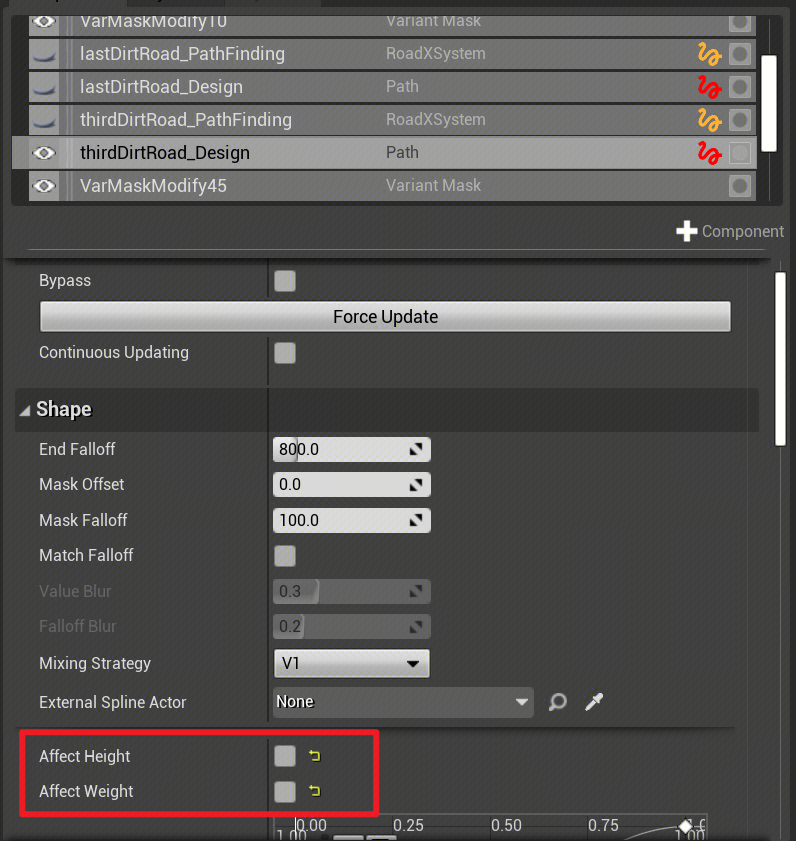 VarMaskModify10 Variant Mask
lastDirtRoad_PathFinding RoadXSystem
lastDirtRoad_Design Path
thirdDirtRoad_PathFinding RoadXSystem
thirdDirtRoad_Design Path
VarMaskModify45 Variant Mask
Component
Bypass
Force Update
Continuous Updating
Shape
End Falloff 800.0
Mask Offset 0.0
Mask Falloff 100.0
Match Falloff
Value Blur 0.3
Falloff Blur 0.2
Mixing Strategy V1
External Spline Actor None
Affect Height
Affect Weight
0.00 0.25 0.50 0.75
1.00 1.00